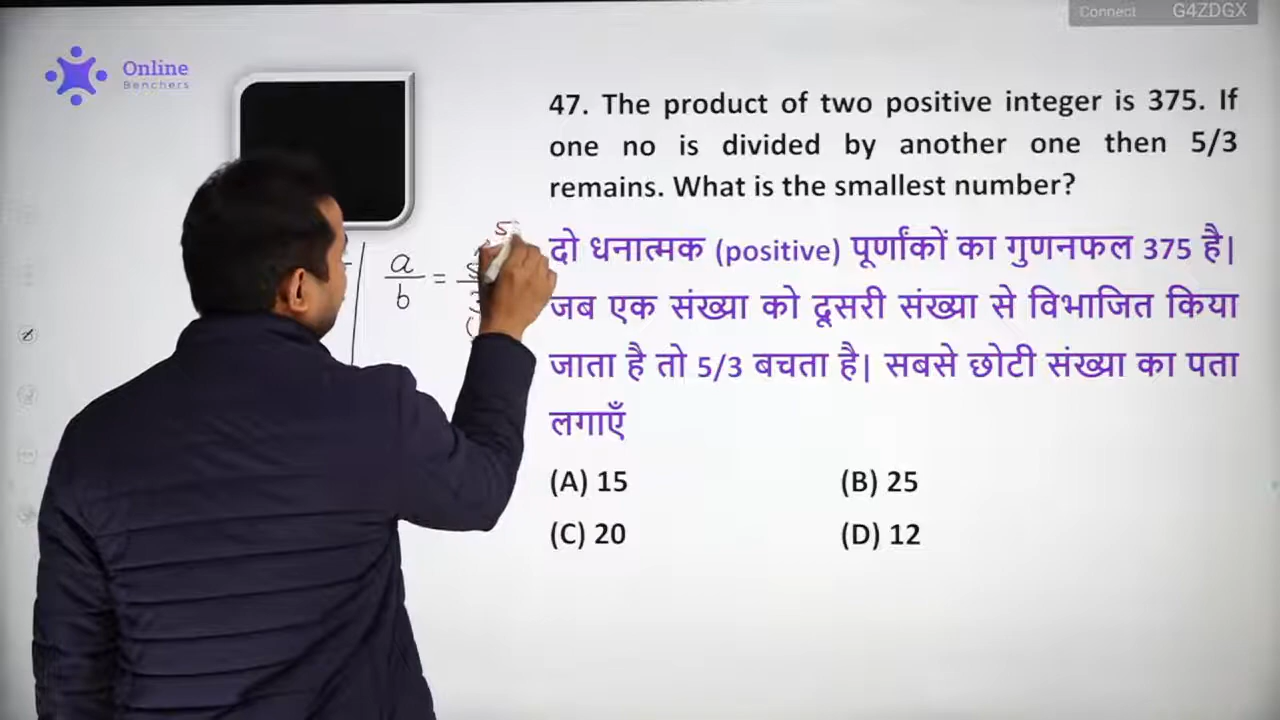 Connect G4ZDGX
Online
Benchers
47. The product of two positive integer is 375. If
one no is divided by another one then 5/3
remains. What is the smallest number?
दो धनात्मक (positive) पूर्णांकों का गुणनफल 375 है|
जब एक संख्या को दूसरी संख्या से विभाजित किया
जाता है तो 5/3 बचता है| सबसे छोटी संख्या का पता
लगाएँ
(A) 15 (B) 25
(C) 20 (D) 12
a
b
=
5